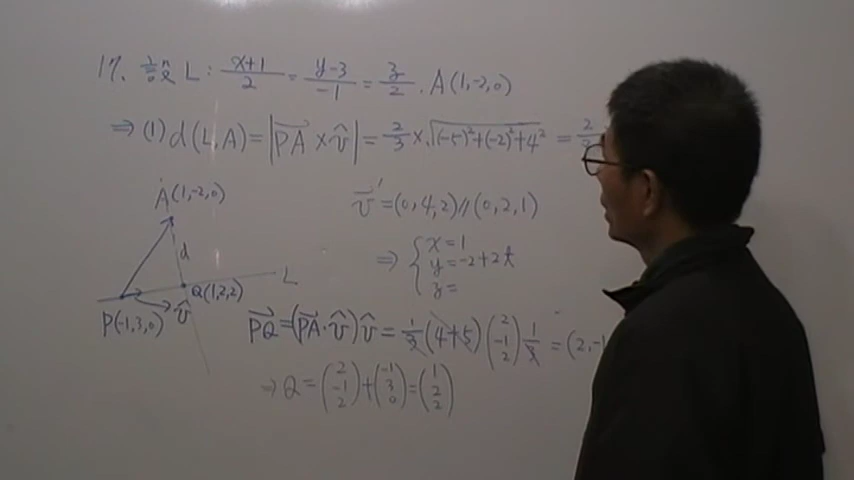 17. 設 L : (x+1)/2 = (y-3)/-1 = z/2 . A(1,-2,0)
⇒ (1) d(L,A) = |PA⃗ × v̂| = 2/3 × √((-5)²+(-2)²+4²) = 2
A(1,-2,0)
v⃗' = (0,4,2) // (0,2,1)
⇒ { x = 1
y = -2+2t
z =
d
L
Q(1,2,2)
P(-1,3,0)
v̂
PQ⃗ = (PA⃗ · v̂) v̂ = 1/3 (4+5) (2 -1 2) 1/3 = (2,-1
⇒ Q = (2 -1 2) + (-1 3 0) = (1 2 2)